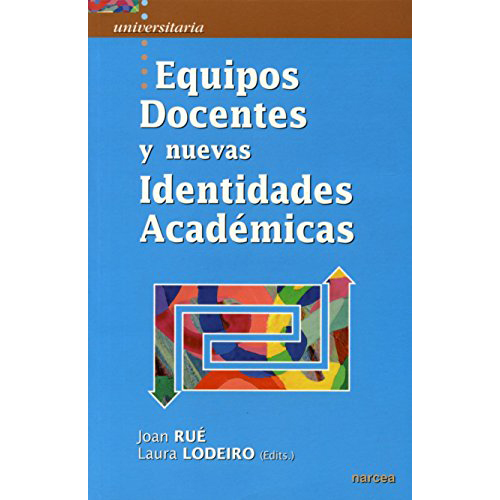 universitaria
Equipos
Docentes
y nuevas
Identidades
Académicas
Joan RUÉ
Laura LODEIRO (Edits.)
narcea